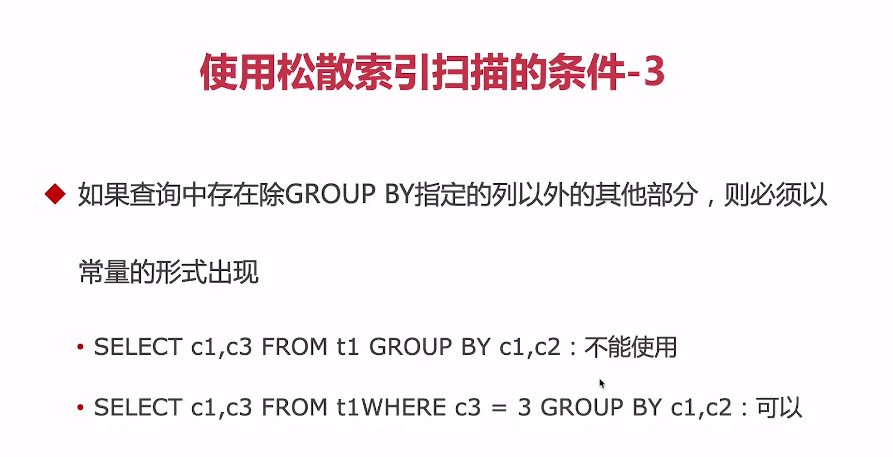 使用松散索引扫描的条件-3
如果查询中存在除GROUP BY指定的列以外的其他部分，则必须以
常量的形式出现
• SELECT c1,c3 FROM t1 GROUP BY c1,c2：不能使用
• SELECT c1,c3 FROM t1WHERE c3 = 3 GROUP BY c1,c2：可以